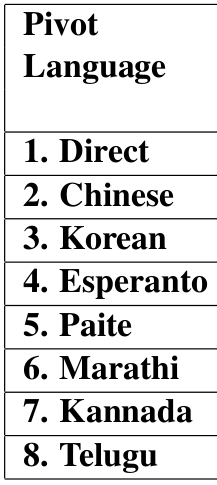 Pivot
Language
1. Direct
2. Chinese
3. Korean
4. Esperanto
5. Paite
6. Marathi
7. Kannada
8. Telugu